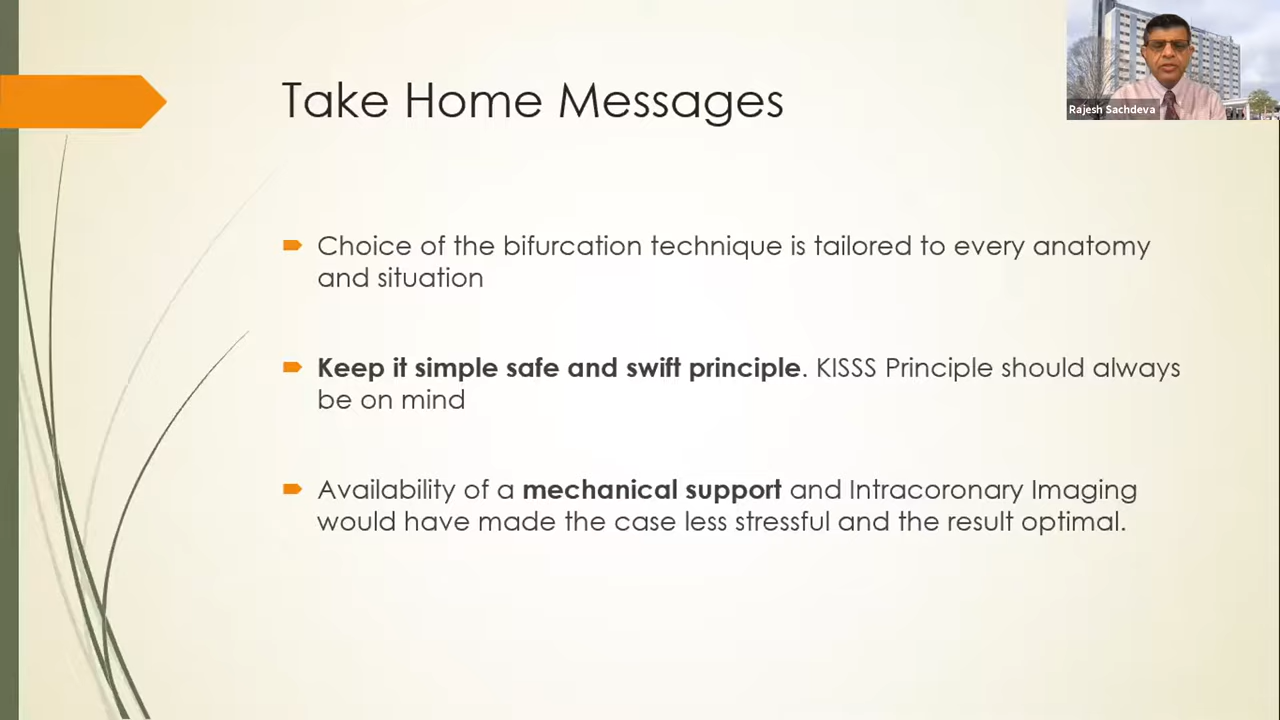 Take Home Messages
Rajesh Sachdeva
Choice of the bifurcation technique is tailored to every anatomy
and situation
Keep it simple safe and swift principle. KISSS Principle should always
be on mind
Availability of a mechanical support and Intracoronary Imaging
would have made the case less stressful and the result optimal.